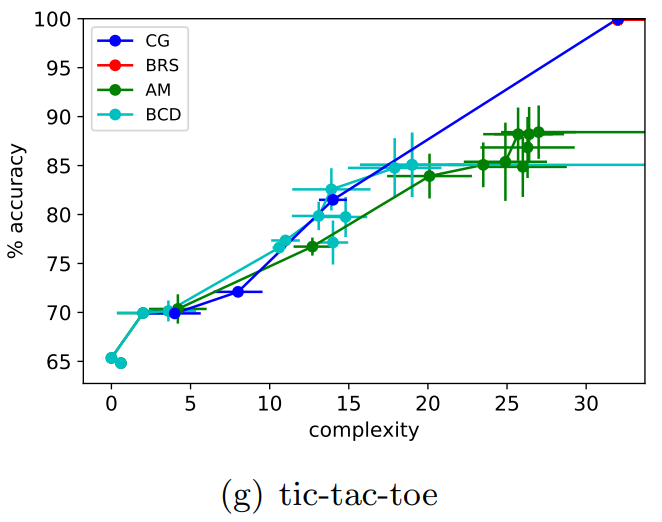 100
95
90
85
80
75
70
65
% accuracy
CG
BRS
AM
BCD
0 5 10 15 20 25 30
complexity
(g) tic-tac-toe